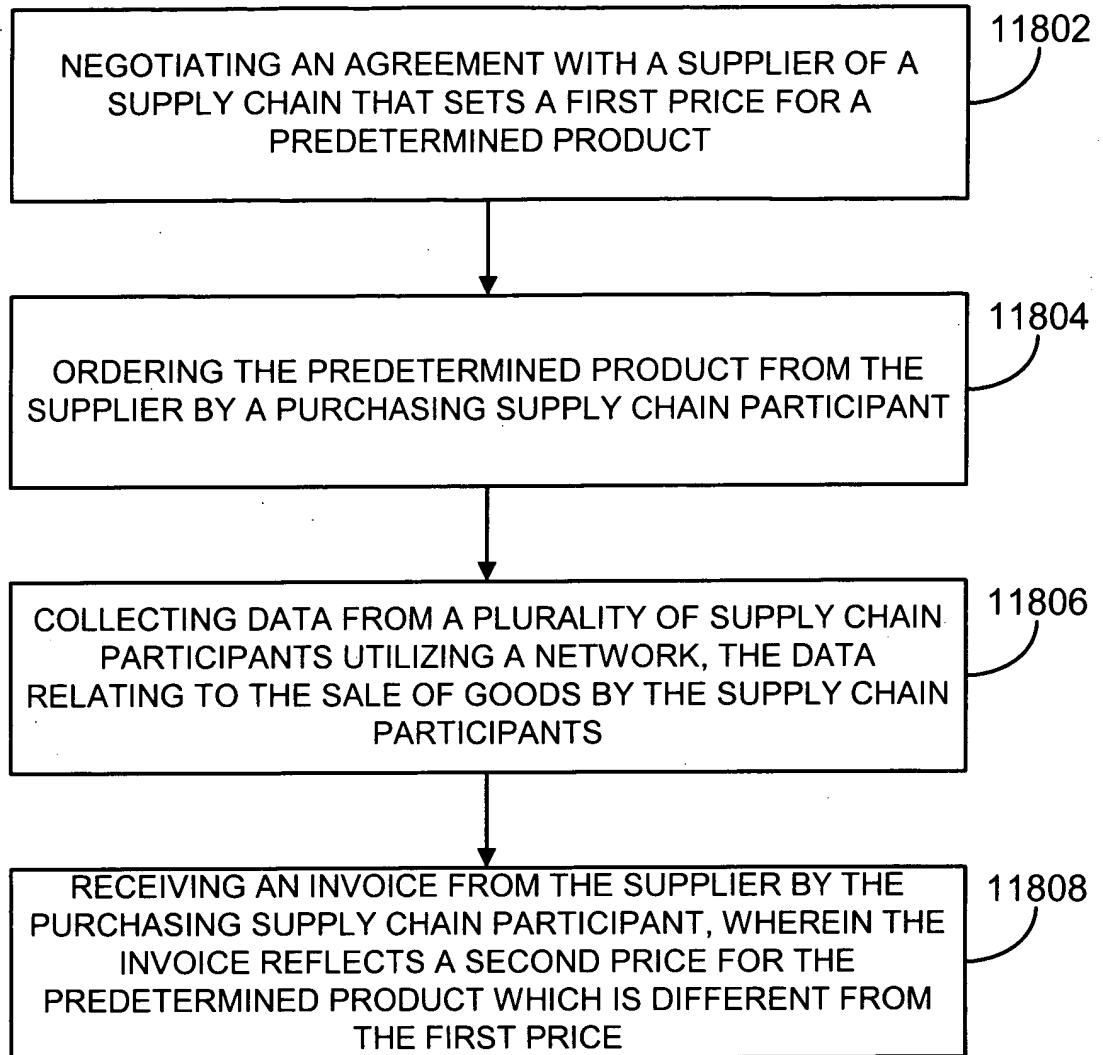 11802
NEGOTIATING AN AGREEMENT WITH A SUPPLIER OF A
SUPPLY CHAIN THAT SETS A FIRST PRICE FOR A
PREDETERMINED PRODUCT
11804
ORDERING THE PREDETERMINED PRODUCT FROM THE
SUPPLIER BY A PURCHASING SUPPLY CHAIN PARTICIPANT
11806
COLLECTING DATA FROM A PLURALITY OF SUPPLY CHAIN
PARTICIPANTS UTILIZING A NETWORK, THE DATA
RELATING TO THE SALE OF GOODS BY THE SUPPLY CHAIN
PARTICIPANTS
11808
RECEIVING AN INVOICE FROM THE SUPPLIER BY THE
PURCHASING SUPPLY CHAIN PARTICIPANT, WHEREIN THE
INVOICE REFLECTS A SECOND PRICE FOR THE
PREDETERMINED PRODUCT WHICH IS DIFFERENT FROM
THE FIRST PRICE